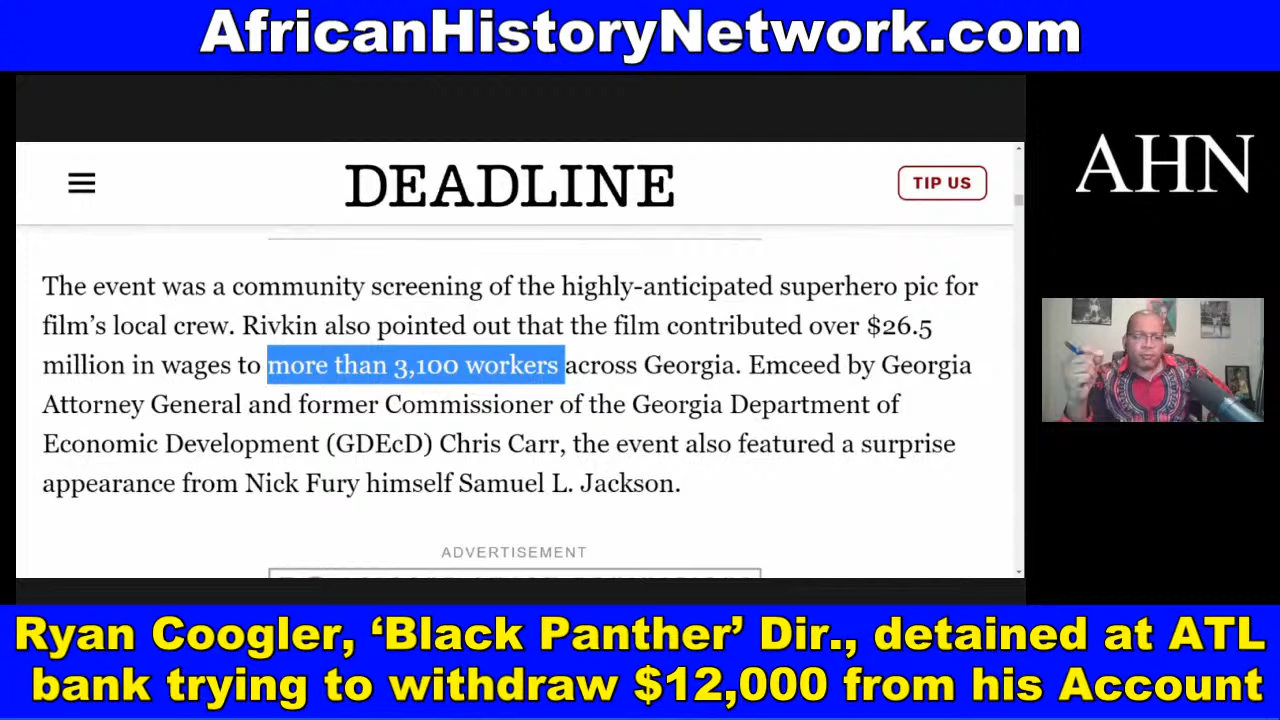 AfricanHistoryNetwork.com
AHN
DEADLINE
TIP US
The event was a community screening of the highly-anticipated superhero pic for
film’s local crew. Rivkin also pointed out that the film contributed over $26.5
million in wages to more than 3,100 workers across Georgia. Emceed by Georgia
Attorney General and former Commissioner of the Georgia Department of
Economic Development (GDEcD) Chris Carr, the event also featured a surprise
appearance from Nick Fury himself Samuel L. Jackson.
ADVERTISEMENT
Ryan Coogler, ‘Black Panther’ Dir., detained at ATL
bank trying to withdraw $12,000 from his Account